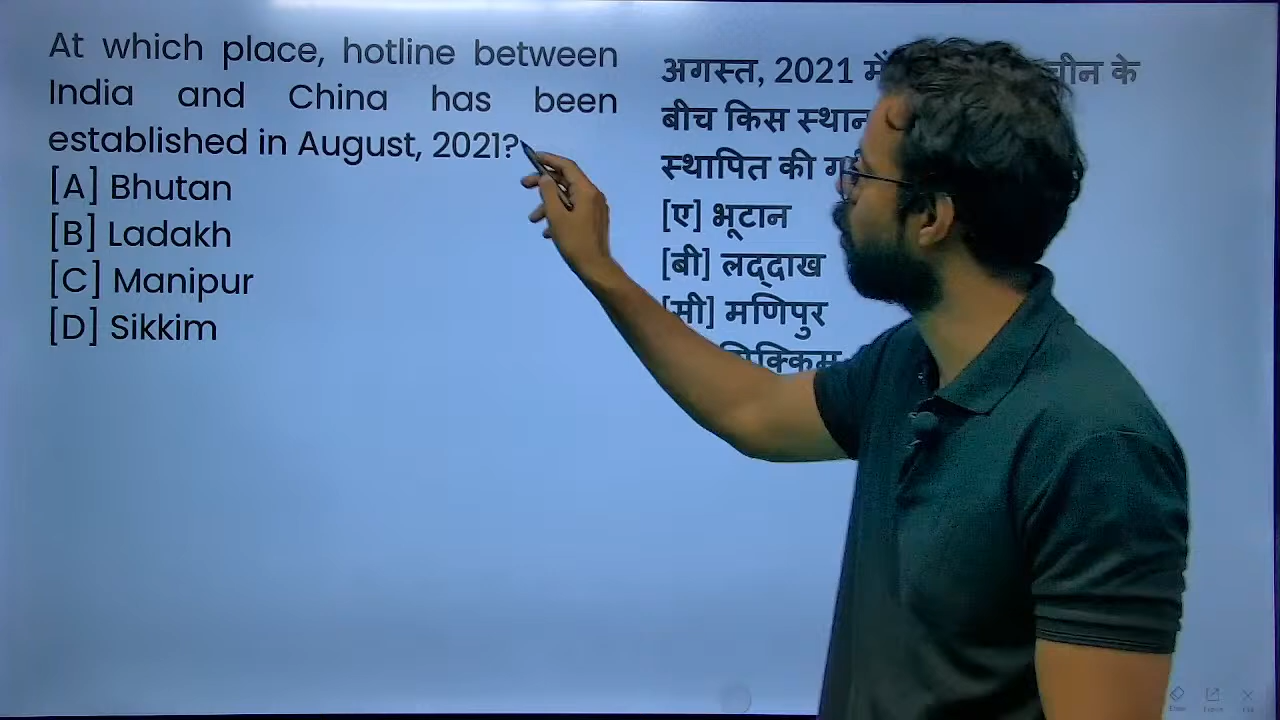 At which place, hotline between
India and China has been
established in August, 2021?
[A] Bhutan
[B] Ladakh
[C] Manipur
[D] Sikkim
अगस्त, 2021 में चीन के
बीच किस स्थान
स्थापित की
[ए] भूटान
[बी] लद्दाख
[सी] मणिपुर
सिक्किम